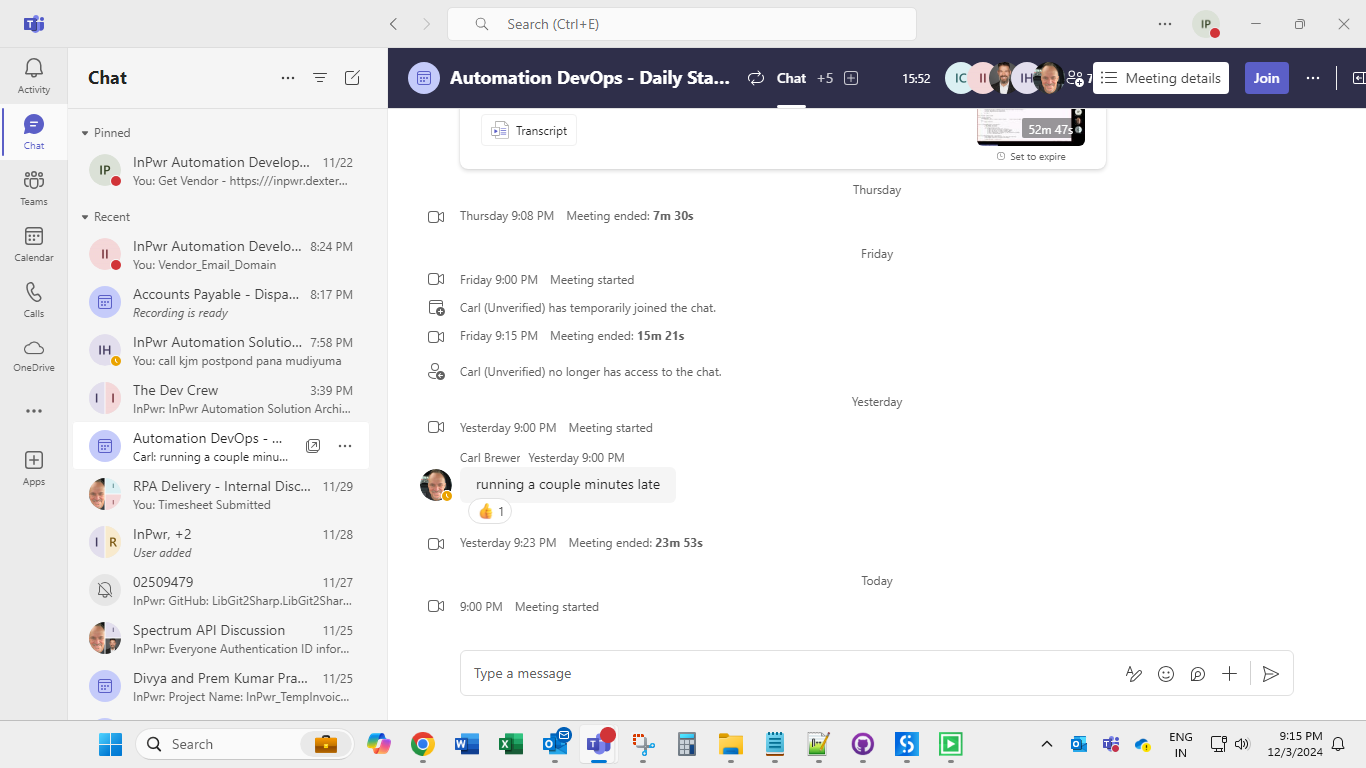 Search (Ctrl+E)
IP
Activity
Chat
Teams
Calendar
Calls
OneDrive
Apps
Chat
Pinned
IP
InPwr Automation Develop... 11/22
You: Get Vendor - https:///inpwr.dexter...
Recent
II
InPwr Automation Develo... 8:24 PM
You: Vendor_Email_Domain
Accounts Payable - Dispa... 8:17 PM
Recording is ready
IH
InPwr Automation Solutio... 7:58 PM
You: call kjm postpond pana mudiyuma
I I
The Dev Crew 3:39 PM
InPwr: InPwr Automation Solution Archi...
Automation DevOps - ...
Carl: running a couple minu...
RPA Delivery - Internal Disc... 11/29
You: Timesheet Submitted
I R
InPwr, +2 11/28
User added
02509479 11/27
InPwr: GitHub: LibGit2Sharp.LibGit2Shar...
Spectrum API Discussion 11/25
InPwr: Everyone Authentication ID infor...
Divya and Prem Kumar Pra... 11/25
InPwr: Project Name: InPwr_TempInvoic...
Automation DevOps - Daily Sta... Chat +5 15:52 IC II IH 7 Meeting details Join
Transcript
52m 47s
Set to expire
Thursday
Thursday 9:08 PM Meeting ended: 7m 30s
Friday
Friday 9:00 PM Meeting started
Carl (Unverified) has temporarily joined the chat.
Friday 9:15 PM Meeting ended: 15m 21s
Carl (Unverified) no longer has access to the chat.
Yesterday
Yesterday 9:00 PM Meeting started
Carl Brewer Yesterday 9:00 PM
running a couple minutes late
👍 1
Yesterday 9:23 PM Meeting ended: 23m 53s
Today
9:00 PM Meeting started
Type a message
Search
ENG
IN
9:15 PM
12/3/2024